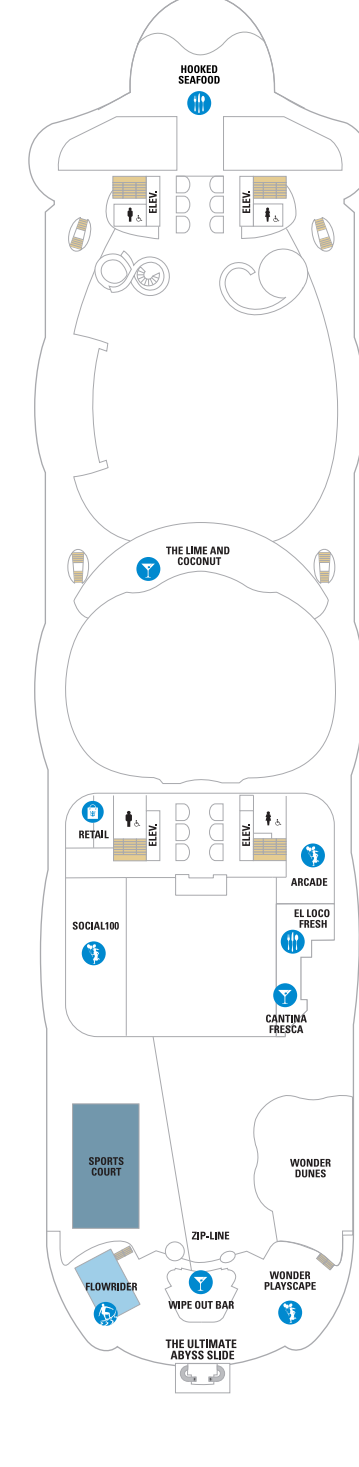 HOOKED
SEAFOOD
ELEV.
ELEV.
THE LIME AND
COCONUT
RETAIL
ELEV.
ELEV.
ARCADE
SOCIAL100
EL LOCO
FRESH
CANTINA
FRESCA
SPORTS
COURT
WONDER
DUNES
ZIP-LINE
FLOWRIDER
WIPE OUT BAR
WONDER
PLAYSCAPE
THE ULTIMATE
ABYSS SLIDE